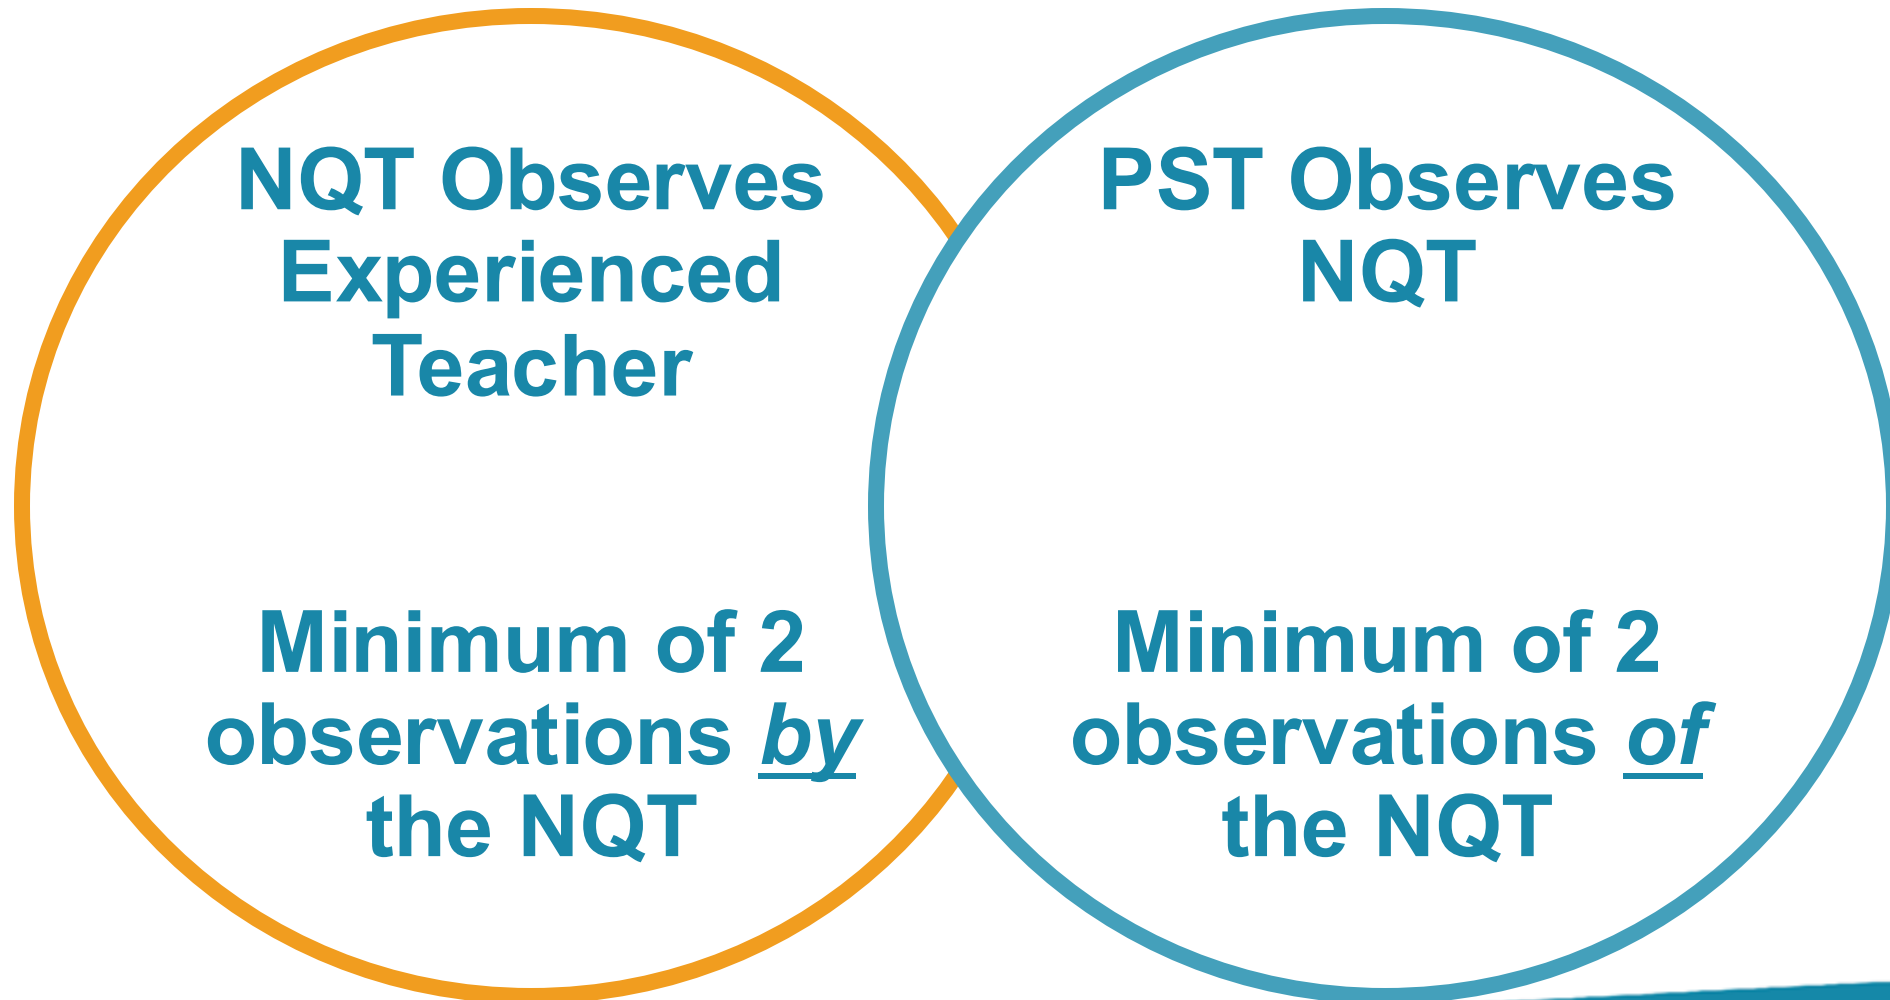 NQT Observes
Experienced
Teacher
Minimum of 2
observations by
the NQT
PST Observes
NQT
Minimum of 2
observations of
the NQT